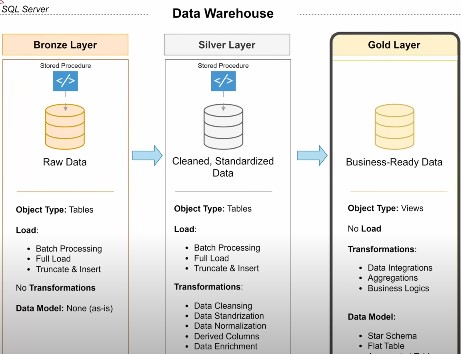 SQL Server
Data Warehouse
Bronze Layer
Stored Procedure
</>
Raw Data
Object Type: Tables
Load:
• Batch Processing
• Full Load
• Truncate & Insert
No Transformations
Data Model: None (as-is)
Silver Layer
Stored Procedure
</>
Cleaned, Standardized
Data
Object Type: Tables
Load:
• Batch Processing
• Full Load
• Truncate & Insert
Transformations:
• Data Cleansing
• Data Standrization
• Data Normalization
• Derived Columns
• Data Enrichment
Gold Layer
Business-Ready Data
Object Type: Views
No Load
Transformations:
• Data Integrations
• Aggregations
• Business Logics
Data Model:
• Star Schema
• Flat Table